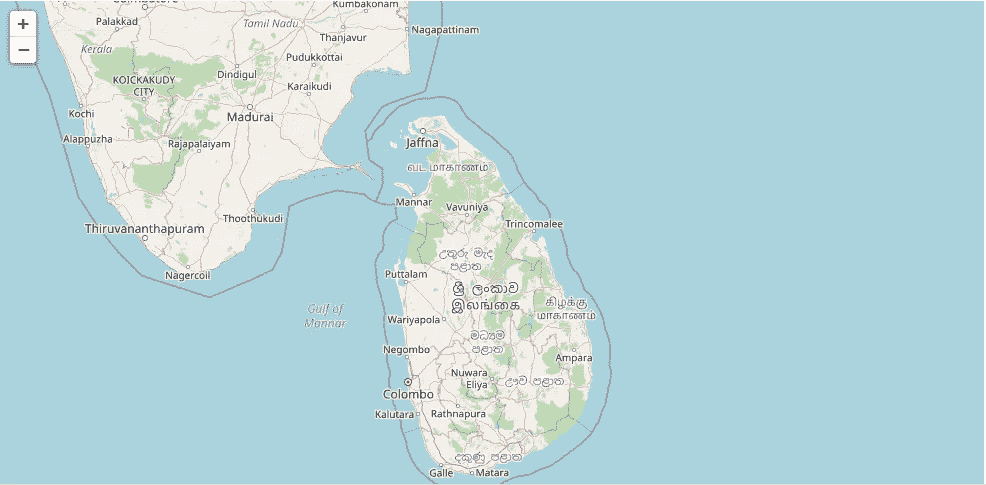 Coimbatore
Kumbakonam
+
Palakkad
Tamil Nadu
Nagapattinam
Thanjavur
−
Kerala
Pudukkottai
Dindigul
KOICKAKUDY
CITY
Karaikudi
Kochi
Madurai
Alappuzha
Rajapalaiyam
Jaffna
வட மாகாணம்
Mannar
Vavuniya
Thoothukudi
Thiruvananthapuram
Trincomalee
උතුරු මැද
පළාත
Nagercoil
Puttalam
ශ්‍රී ලංකාව
இலங்கை
கிழக்கு
மாகாணம்
Gulf of
Mannar
Wariyapola
මධ්‍යම
පළාත
Negombo
Ampara
Nuwara
Eliya
ඌව පළාත
Colombo
Kalutara
Rathnapura
දකුණු පළාත
Galle
Matara